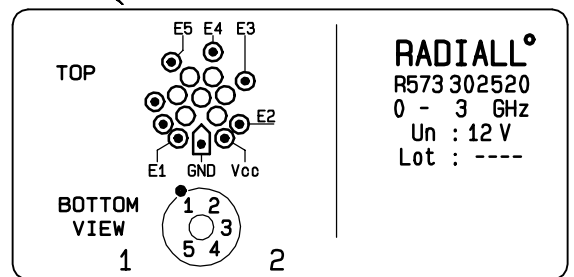 E5 E4 E3
TOP
E2
E1 GND Vcc
BOTTOM
VIEW
1 2
3
5 4
1 2
RADIALL°
R573 302520
0 - 3 GHz
Un : 12 V
Lot : ----